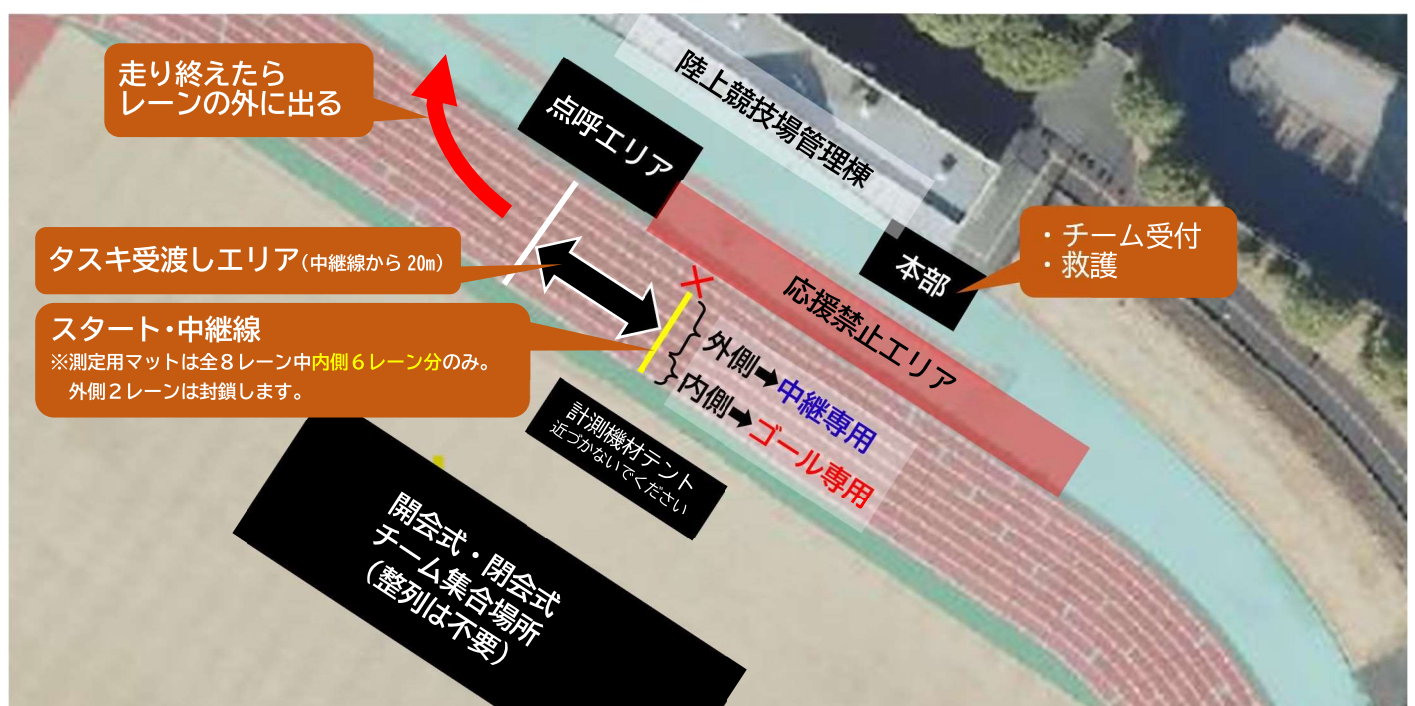 走り終えたら
レーンの外に出る
点呼エリア
陸上競技場管理棟
・チーム受付
・救護
本部
タスキ受渡しエリア(中継線から20m)
応援禁止エリア
スタート・中継線
※測定用マットは全8レーン中内側6レーン分のみ。
外側2レーンは封鎖します。
外側➡中継専用
内側➡ゴール専用
計測機材テント
近づかないでください
開会式・閉会式
チーム集合場所
(整列は不要)